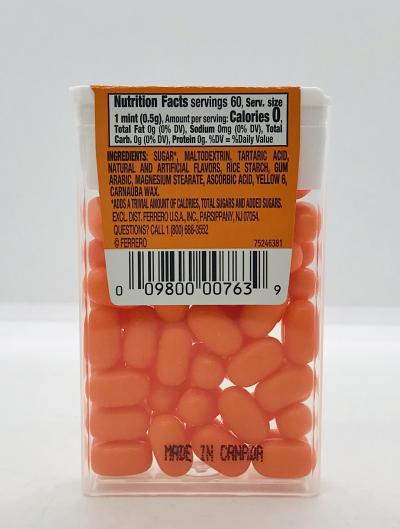 Nutrition Facts servings 60, Serv. size
1 mint (0.5g), Amount per serving: Calories 0,
Total Fat 0g (0% DV), Sodium 0mg (0% DV), Total
Carb. 0g (0% DV), Protein 0g. %DV = %Daily Value
INGREDIENTS: SUGAR*, MALTODEXTRIN, TARTARIC ACID,
NATURAL AND ARTIFICIAL FLAVORS, RICE STARCH, GUM
ARABIC, MAGNESIUM STEARATE, ASCORBIC ACID, YELLOW 6,
CARNAUBA WAX.
*ADDS A TRIVIAL AMOUNT OF CALORIES, TOTAL SUGARS AND ADDED SUGARS.
EXCL. DIST. FERRERO U.S.A., INC., PARSIPPANY, NJ 07054.
QUESTIONS? CALL 1 (800) 688-3552
© FERRERO 75246381
0 09800 00763 9
MADE IN CANADA